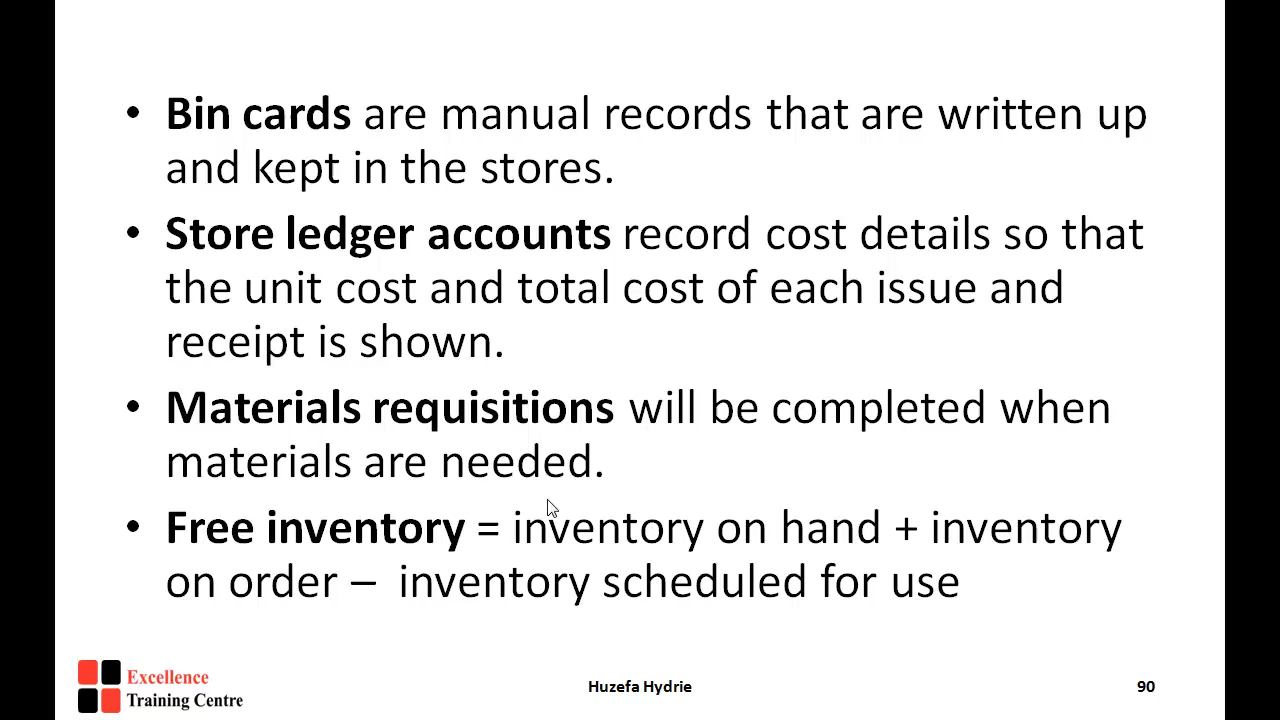 • Bin cards are manual records that are written up
and kept in the stores.
• Store ledger accounts record cost details so that
the unit cost and total cost of each issue and
receipt is shown.
• Materials requisitions will be completed when
materials are needed.
• Free inventory = inventory on hand + inventory
on order – inventory scheduled for use
Excellence
Training Centre
Huzefa Hydrie
90